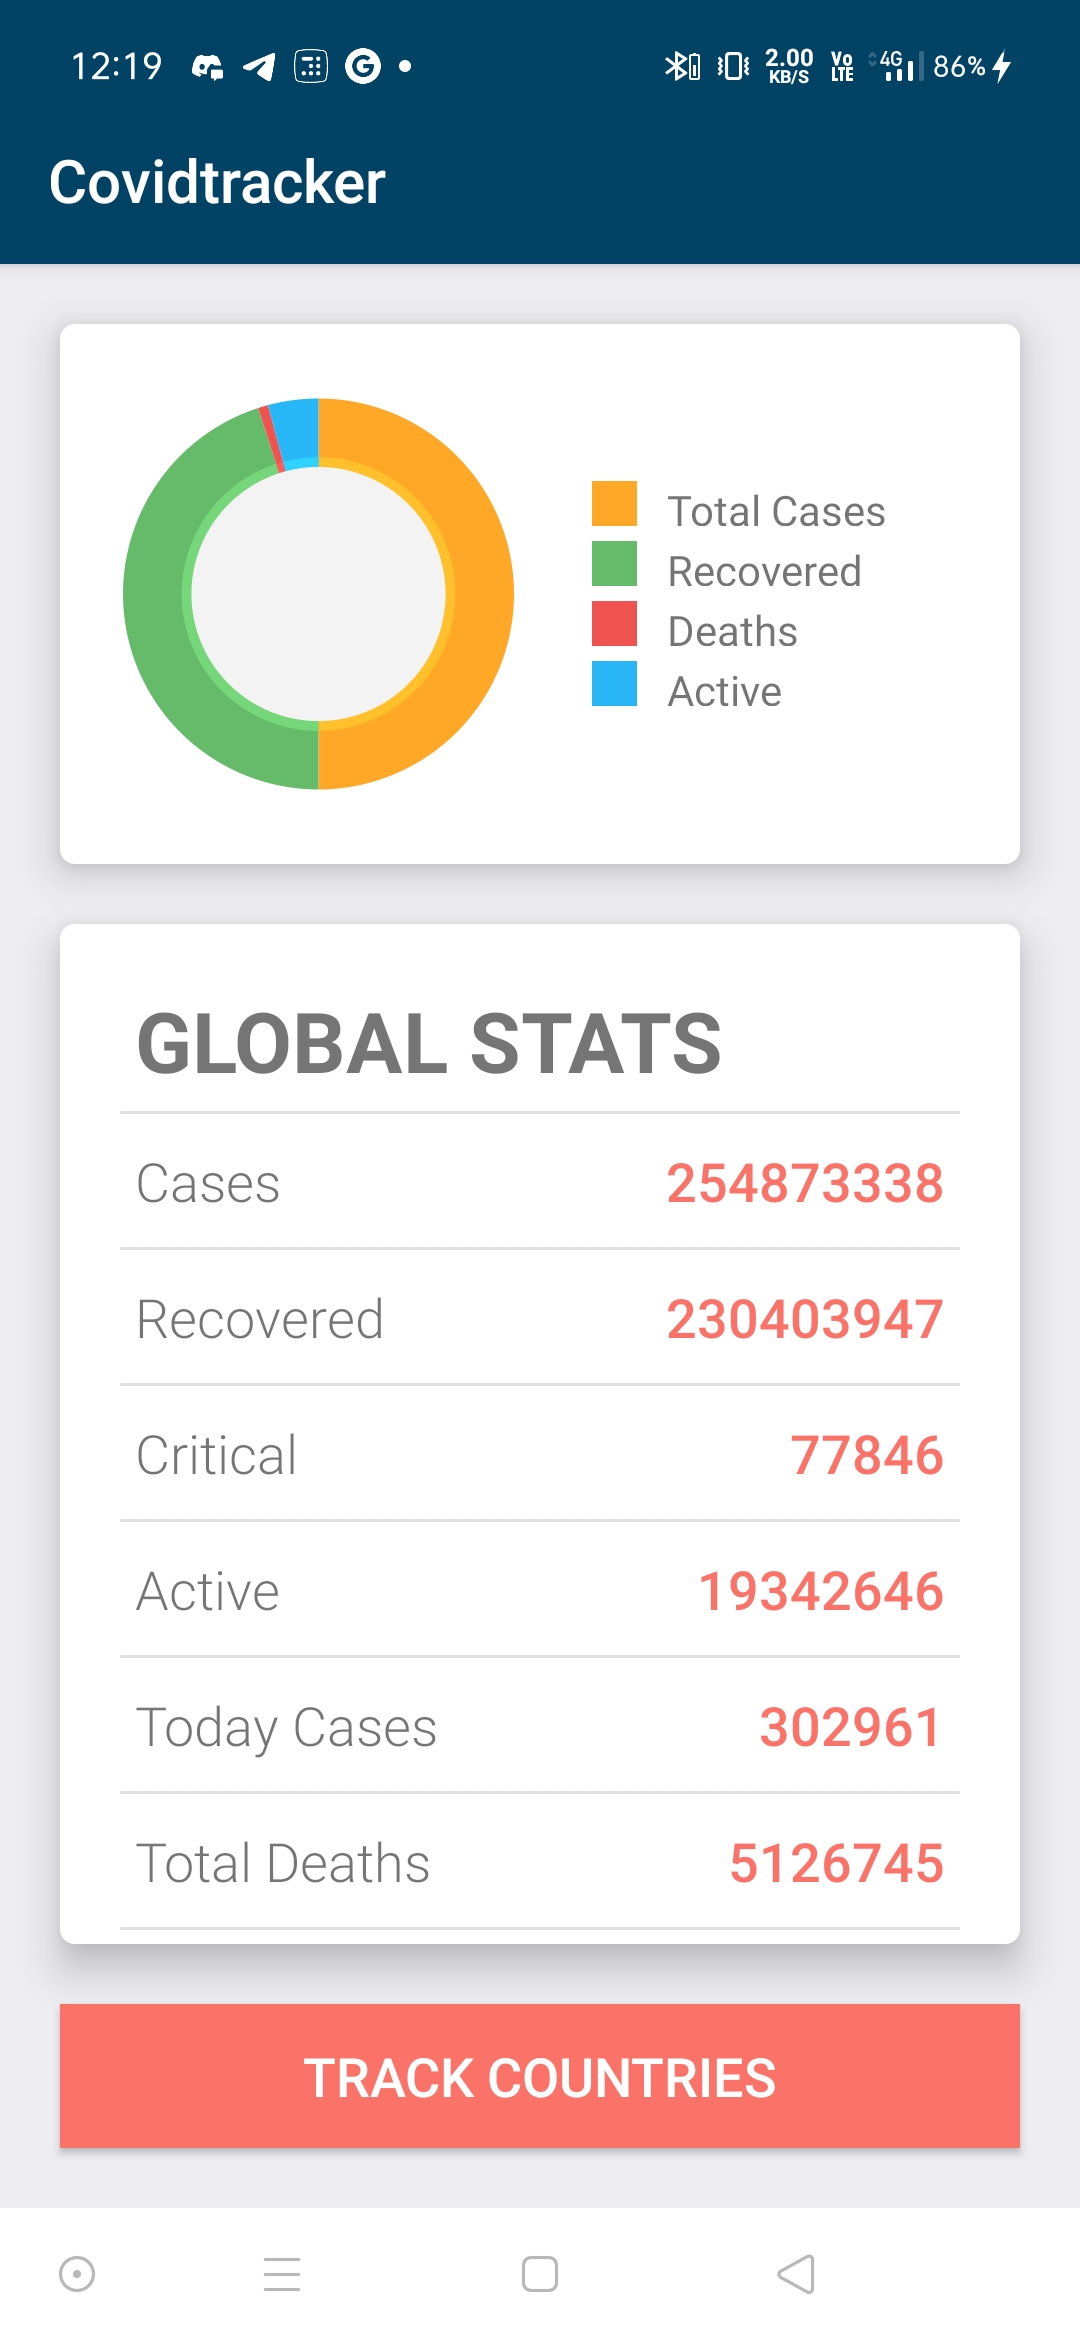 12:19 2.00 KB/S Vo LTE 4G 86%
Covidtracker
Total Cases
Recovered
Deaths
Active
GLOBAL STATS
Cases 254873338
Recovered 230403947
Critical 77846
Active 19342646
Today Cases 302961
Total Deaths 5126745
TRACK COUNTRIES